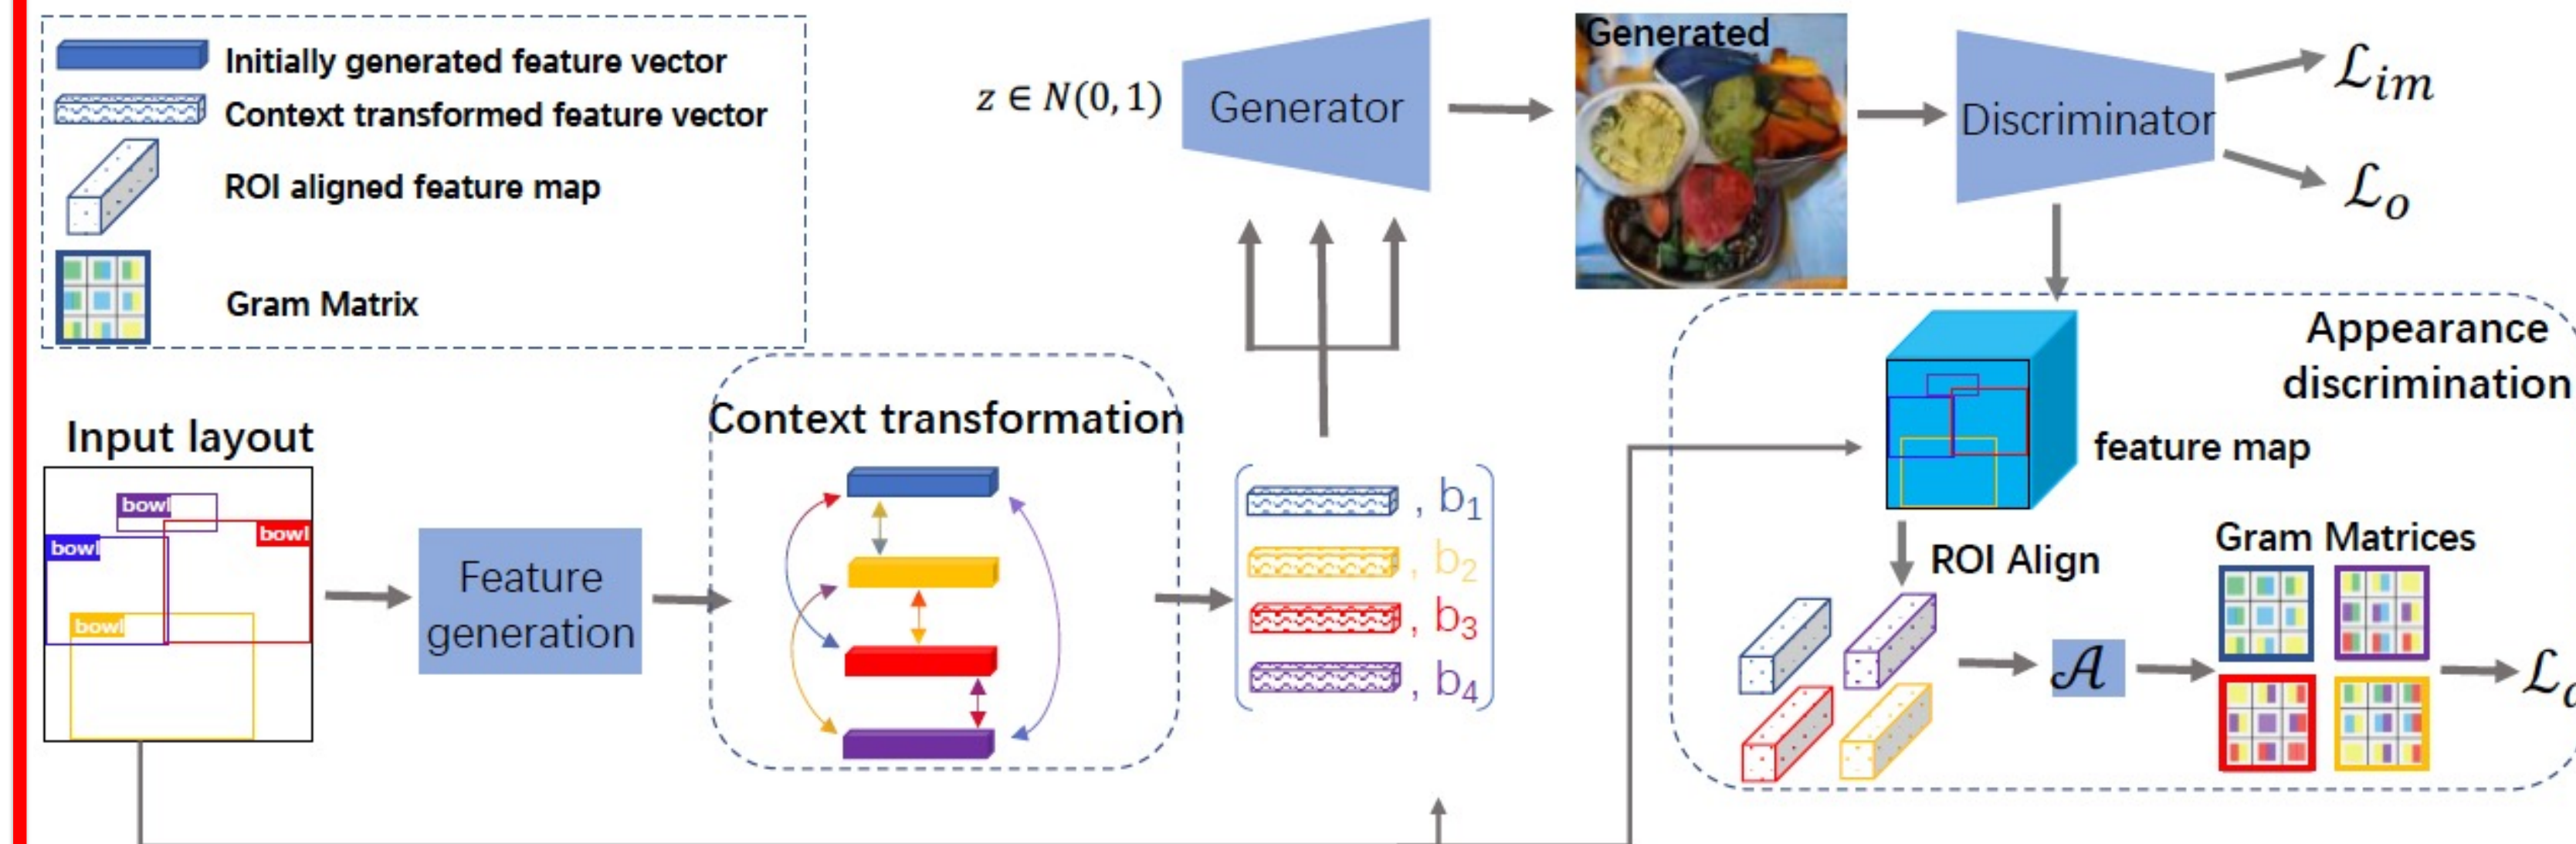 Initially generated feature vector
Context transformed feature vector
ROI aligned feature map
Gram Matrix
z ∈ N(0, 1)
Generator
Generated
Discriminator
ℒim
ℒo
Input layout
bowl
bowl
bowl
bowl
Feature
generation
Context transformation
, b1
, b2
, b3
, b4
Appearance
discrimination
feature map
ROI Align
𝒜
Gram Matrices